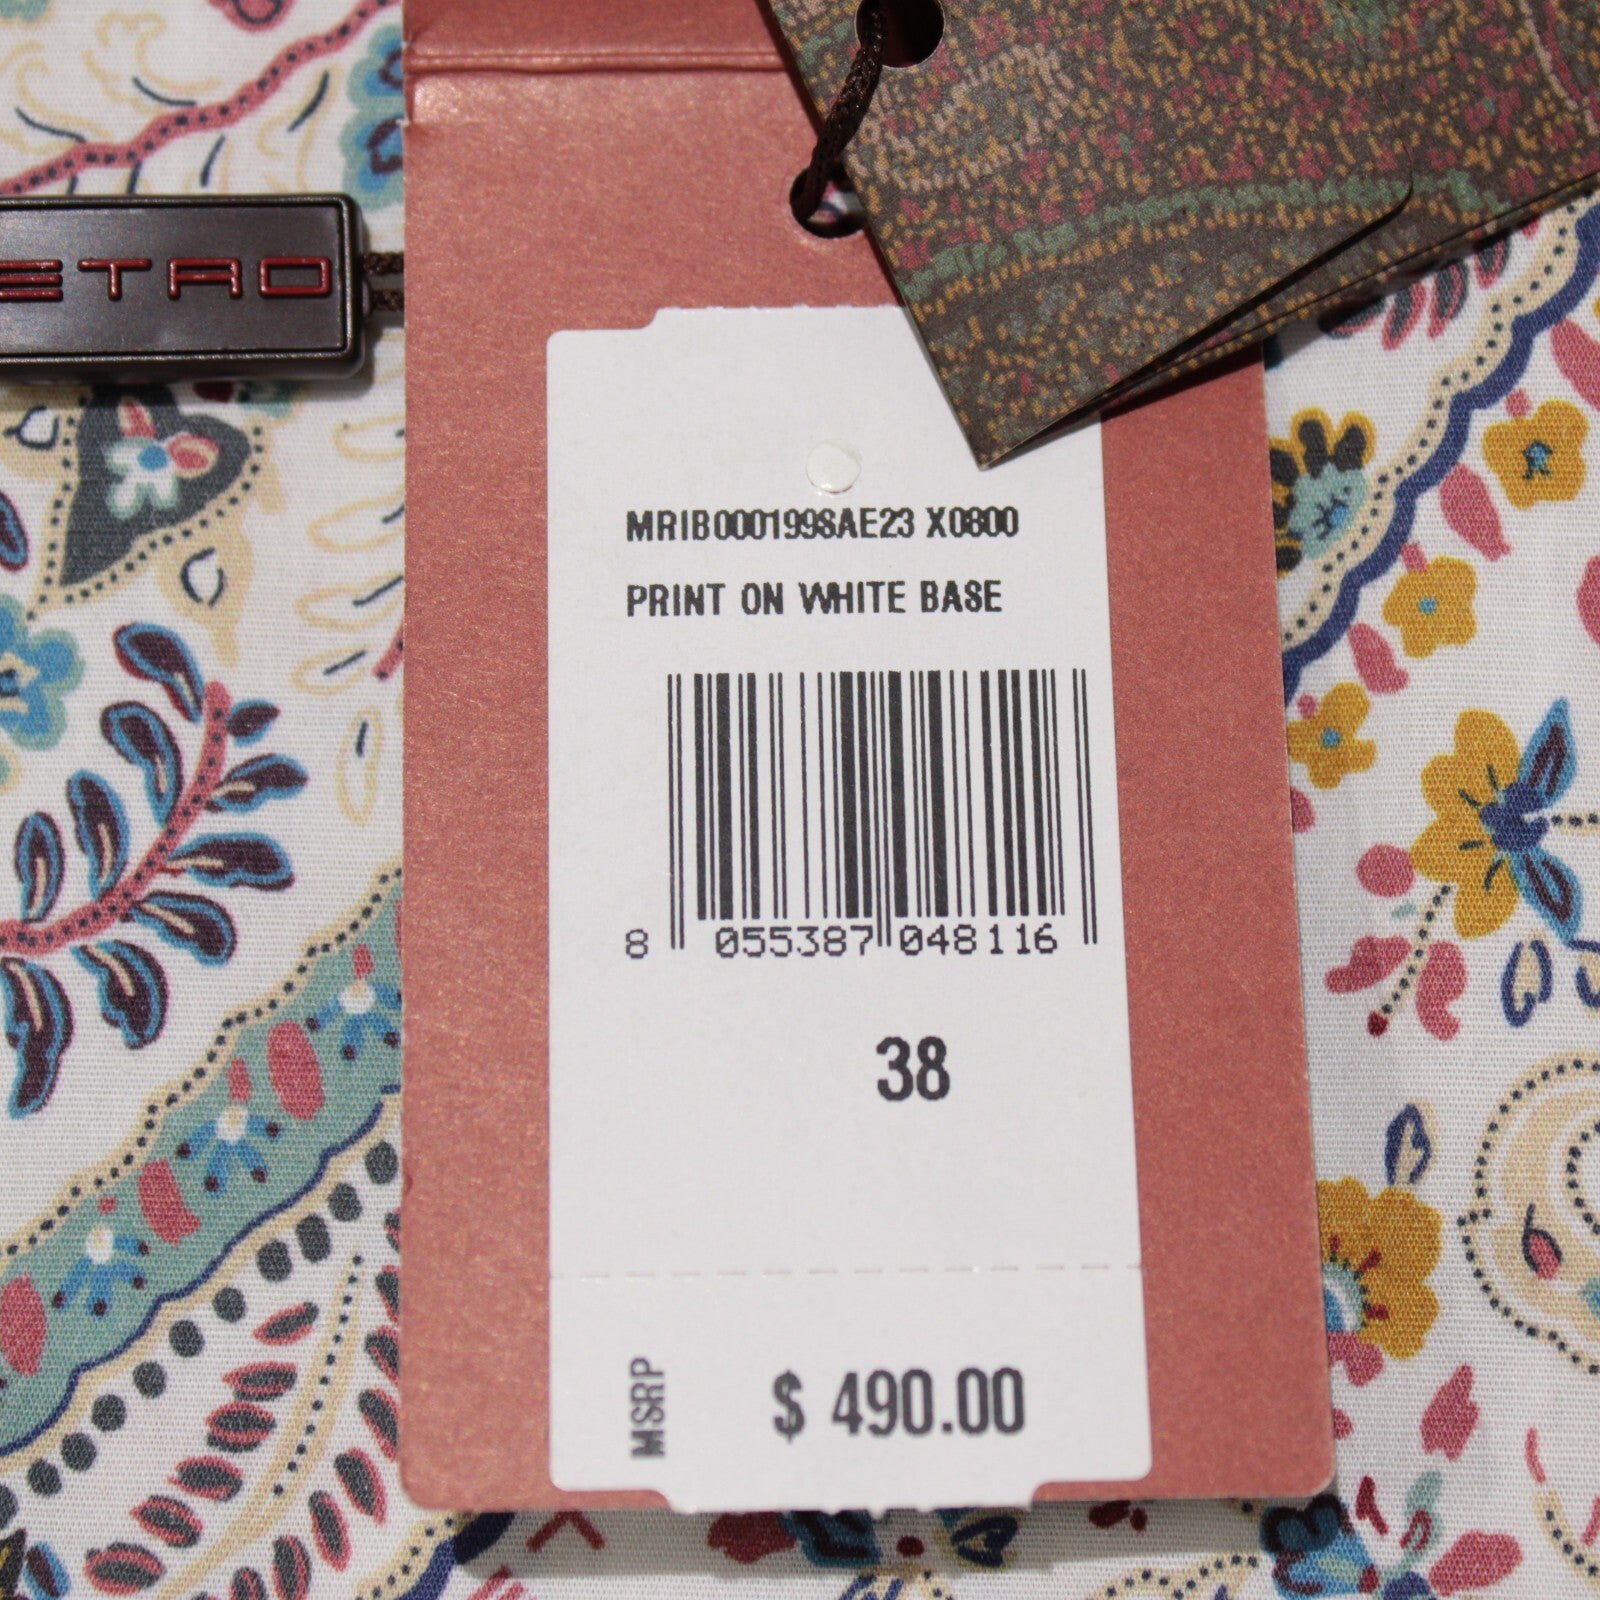 ETRO
MRIB000199SAE23 X0800
PRINT ON WHITE BASE
8 055387 048116
38
MSRP $ 490.00